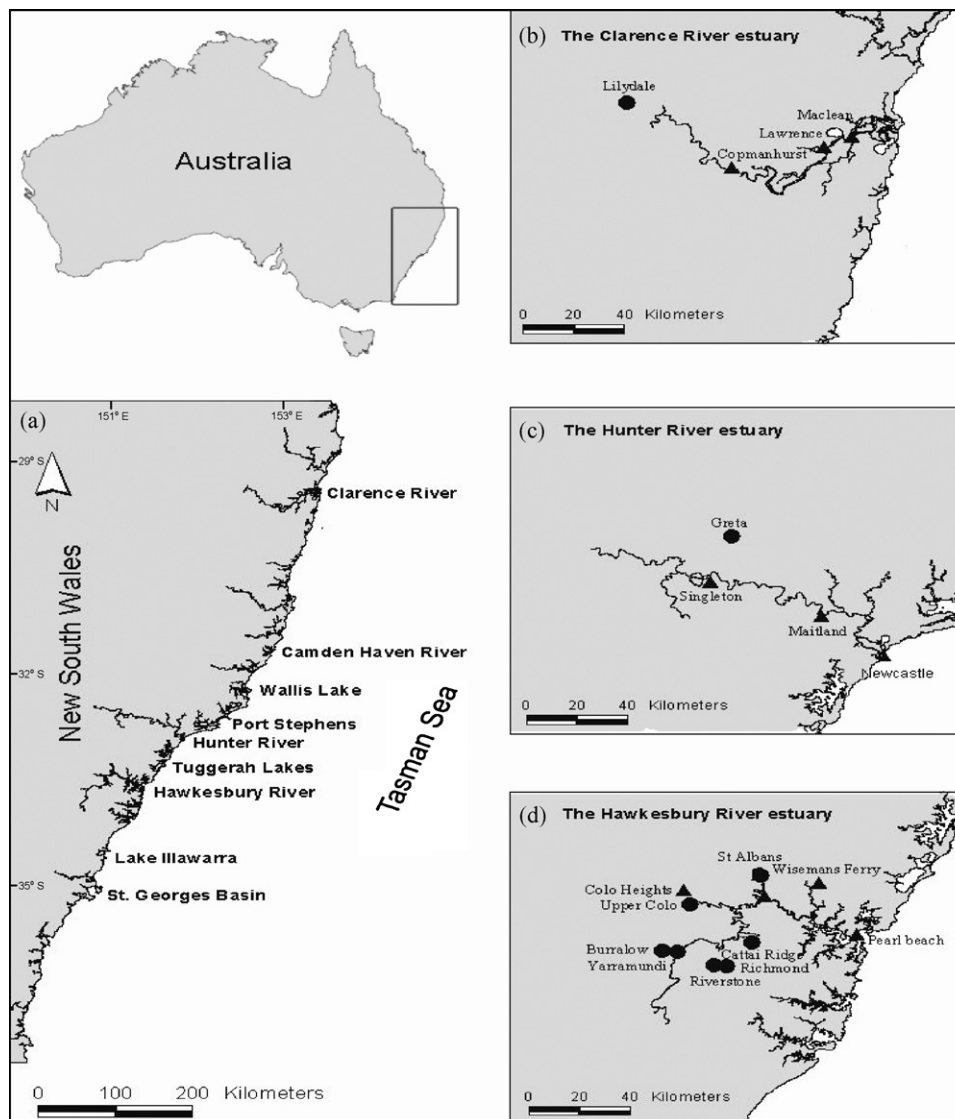 Australia
(a)
151° E
153° E
29° S
N
Clarence River
New South Wales
Camden Haven River
32° S
Wallis Lake
Port Stephens
Hunter River
Tuggerah Lakes
Hawkesbury River
Tasman Sea
Lake Illawarra
35° S
St. Georges Basin
0 100 200 Kilometers
(b) The Clarence River estuary
Lilydale
Maclean
Lawrence
Copmanhurst
0 20 40 Kilometers
(c) The Hunter River estuary
Greta
Singleton
Maitland
Newcastle
0 20 40 Kilometers
(d) The Hawkesbury River estuary
St Albans
Wisemans Ferry
Colo Heights
Upper Colo
Pearl beach
Burralow
Cattai Ridge
Yarramundi
Richmond
Riverstone
0 20 40 Kilometers